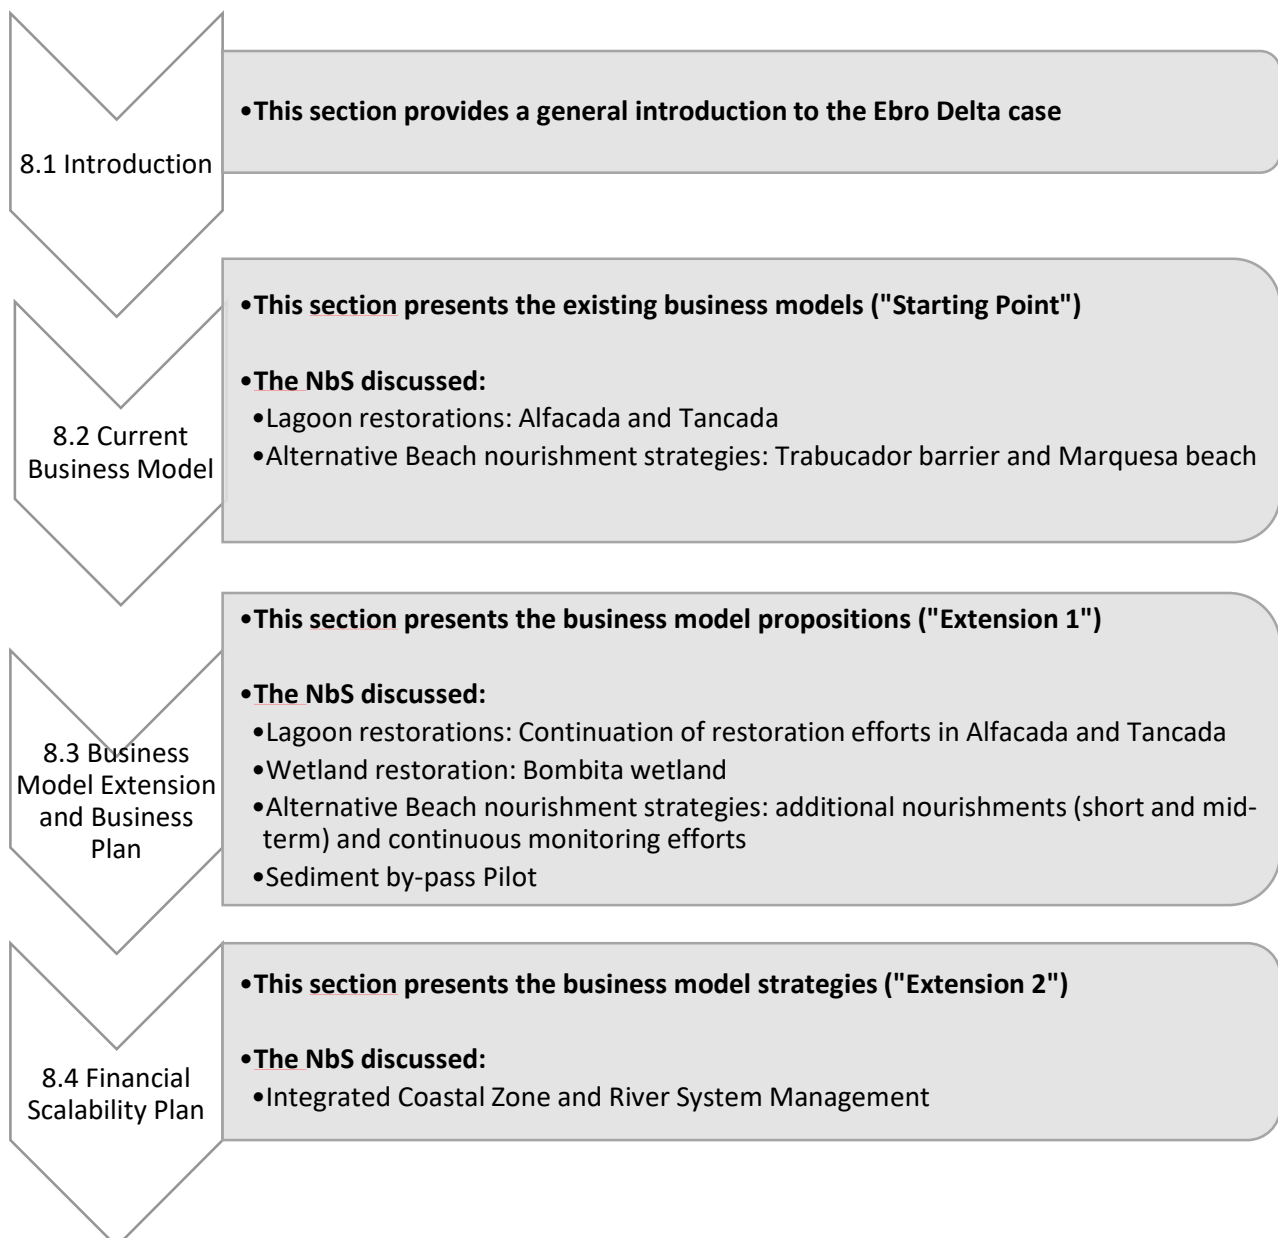 8.1 Introduction
•This section provides a general introduction to the Ebro Delta case
8.2 Current
Business Model
•This section presents the existing business models ("Starting Point")
•The NbS discussed:
•Lagoon restorations: Alfacada and Tancada
•Alternative Beach nourishment strategies: Trabucador barrier and Marquesa beach
8.3 Business
Model Extension
and Business
Plan
•This section presents the business model propositions ("Extension 1")
•The NbS discussed:
•Lagoon restorations: Continuation of restoration efforts in Alfacada and Tancada
•Wetland restoration: Bombita wetland
•Alternative Beach nourishment strategies: additional nourishments (short and mid-
term) and continuous monitoring efforts
•Sediment by-pass Pilot
8.4 Financial
Scalability Plan
•This section presents the business model strategies ("Extension 2")
•The NbS discussed:
•Integrated Coastal Zone and River System Management